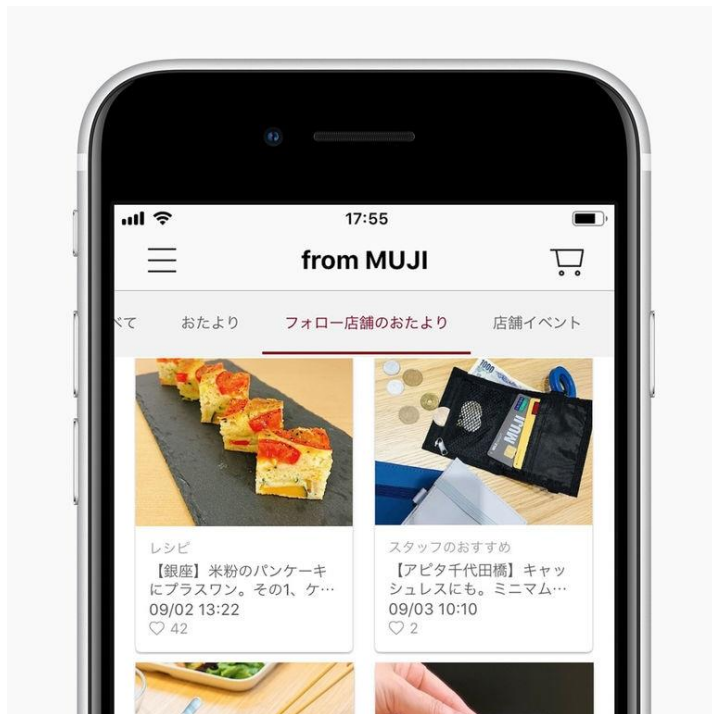 17:55
from MUJI
べて おたより フォロー店舗のおたより 店舗イベント
1000
MUJI
レシピ
【銀座】米粉のパンケーキ
にプラスワン。その1、ケ…
09/02 13:22
42
スタッフのおすすめ
【アピタ千代田橋】キャッ
シュレスにも。ミニマム…
09/03 10:10
2